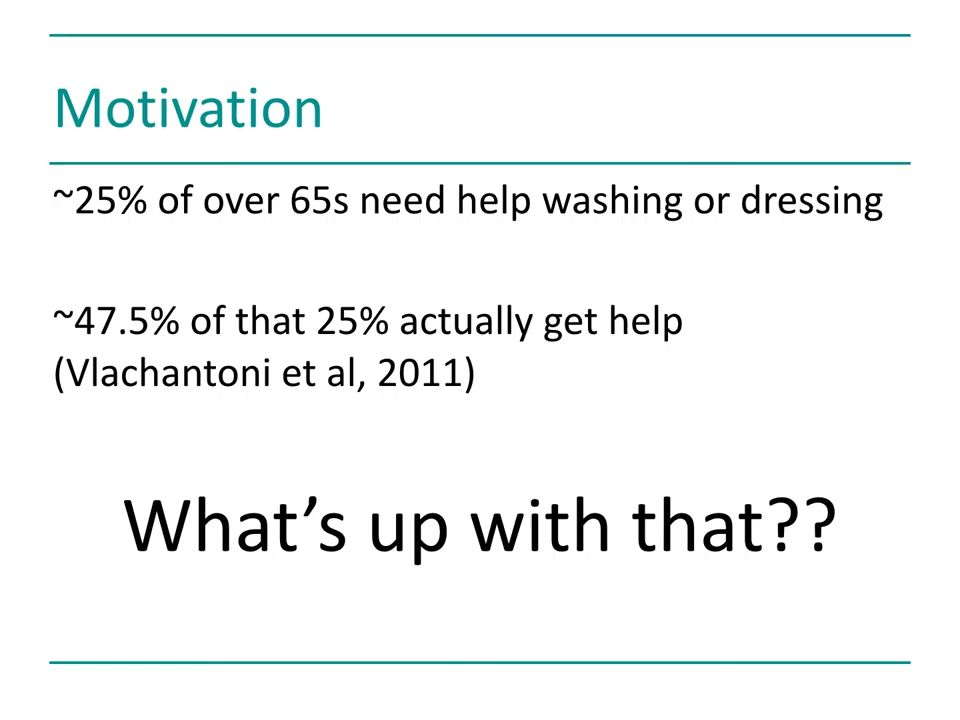 Motivation
~25% of over 65s need help washing or dressing
~47.5% of that 25% actually get help
(Vlachantoni et al, 2011)
What’s up with that??